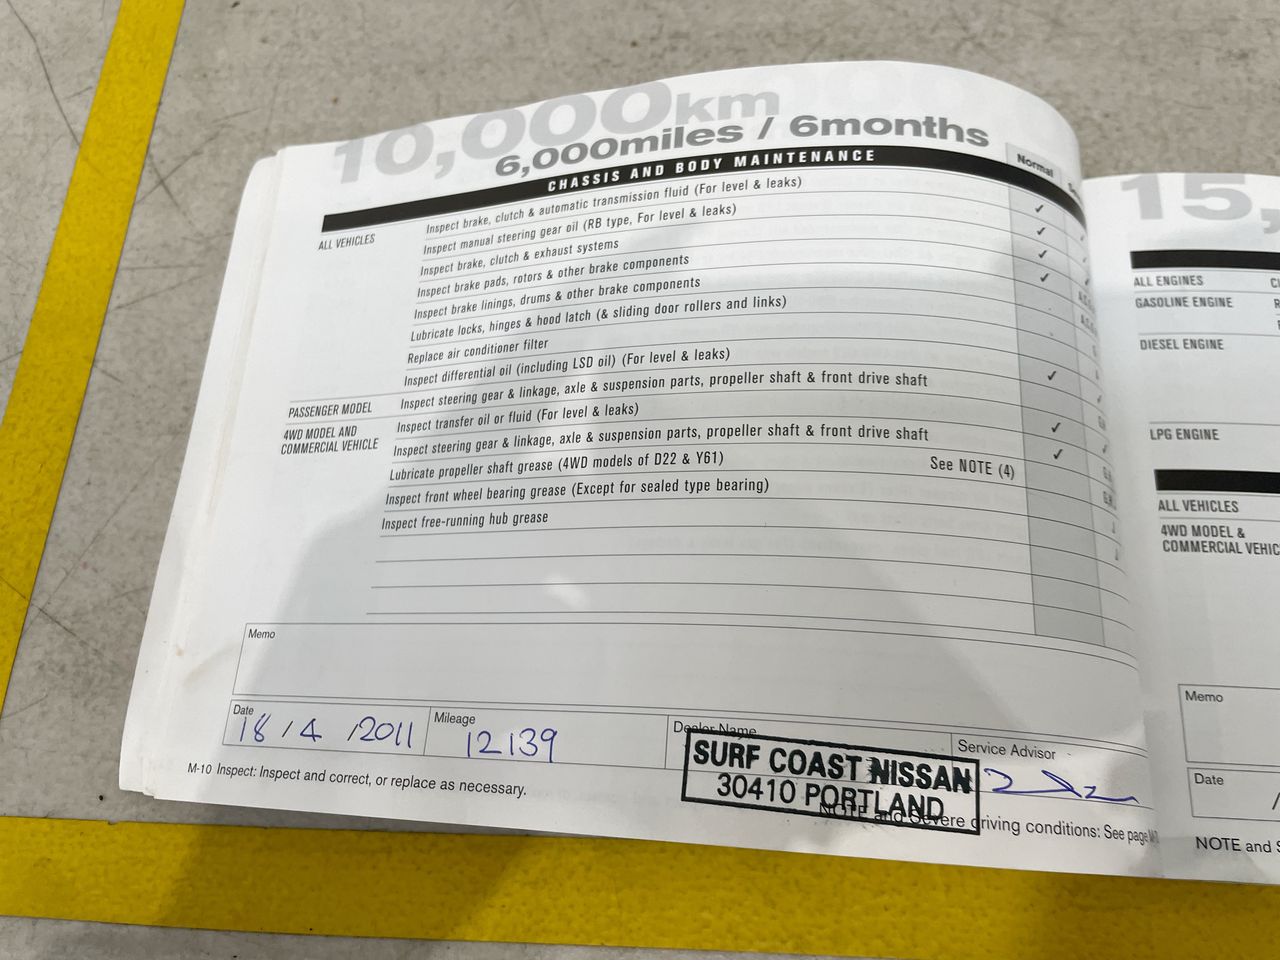 10,000km
6,000miles / 6months
CHASSIS AND BODY MAINTENANCE
Normal
ALL VEHICLES
Inspect brake, clutch & automatic transmission fluid (For level & leaks) ✓
Inspect manual steering gear oil (RB type, For level & leaks) ✓
Inspect brake, clutch & exhaust systems ✓
Inspect brake pads, rotors & other brake components ✓
Inspect brake linings, drums & other brake components
Lubricate locks, hinges & hood latch (& sliding door rollers and links)
Replace air conditioner filter
Inspect differential oil (including LSD oil) (For level & leaks) ✓
PASSENGER MODEL
Inspect steering gear & linkage, axle & suspension parts, propeller shaft & front drive shaft
4WD MODEL AND
COMMERCIAL VEHICLE
Inspect transfer oil or fluid (For level & leaks) ✓
Inspect steering gear & linkage, axle & suspension parts, propeller shaft & front drive shaft ✓
Lubricate propeller shaft grease (4WD models of D22 & Y61) See NOTE (4)
Inspect front wheel bearing grease (Except for sealed type bearing)
Inspect free-running hub grease
Memo
Date
18 / 4 / 2011
Mileage
12139
Dealer Name
SURF COAST NISSAN
30410 PORTLAND
Service Advisor
M-10 Inspect: Inspect and correct, or replace as necessary.
NOTE and Severe driving conditions: See page
15,
ALL ENGINES
GASOLINE ENGINE
DIESEL ENGINE
LPG ENGINE
ALL VEHICLES
4WD MODEL &
COMMERCIAL VEHIC
Memo
Date
/
NOTE and S